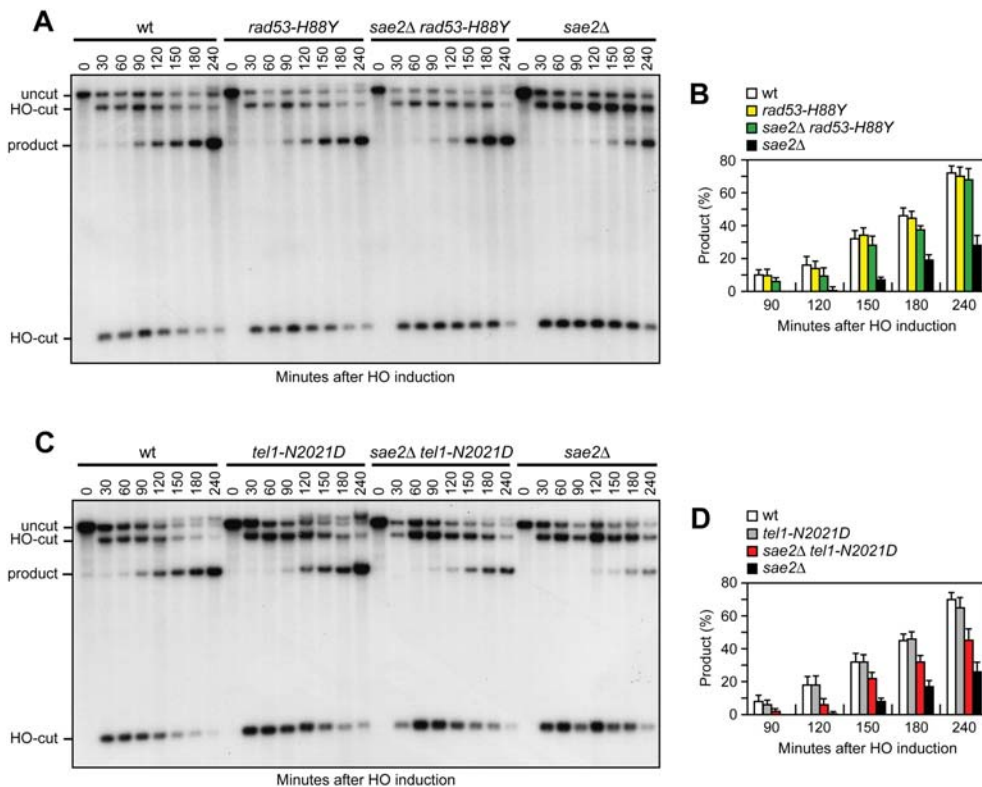 A
wt rad53-H88Y sae2Δ rad53-H88Y sae2Δ
0 30 60 90 120 150 180 240 0 30 60 90 120 150 180 240 0 30 60 90 120 150 180 240 0 30 60 90 120 150 180 240
uncut
HO-cut
product
HO-cut
Minutes after HO induction
B
wt
rad53-H88Y
sae2Δ rad53-H88Y
sae2Δ
Product (%)
80
60
40
20
0
90 120 150 180 240
Minutes after HO induction
C
wt tel1-N2021D sae2Δ tel1-N2021D sae2Δ
0 30 60 90 120 150 180 240 0 30 60 90 120 150 180 240 0 30 60 90 120 150 180 240 0 30 60 90 120 150 180 240
uncut
HO-cut
product
HO-cut
Minutes after HO induction
D
wt
tel1-N2021D
sae2Δ tel1-N2021D
sae2Δ
Product (%)
80
60
40
20
0
90 120 150 180 240
Minutes after HO induction